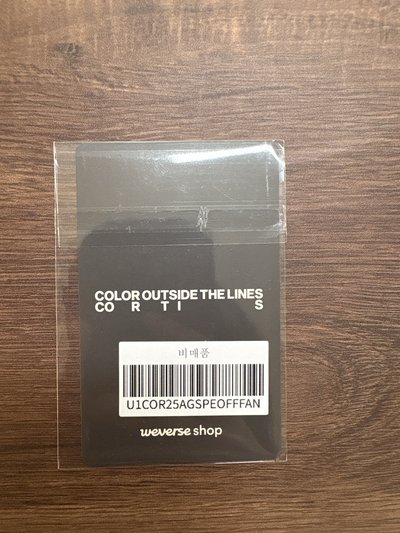 COLOR OUTSIDE THE LINES
CO R T I S
비매품
U1COR25AGSPEOFFFAN
weverse shop